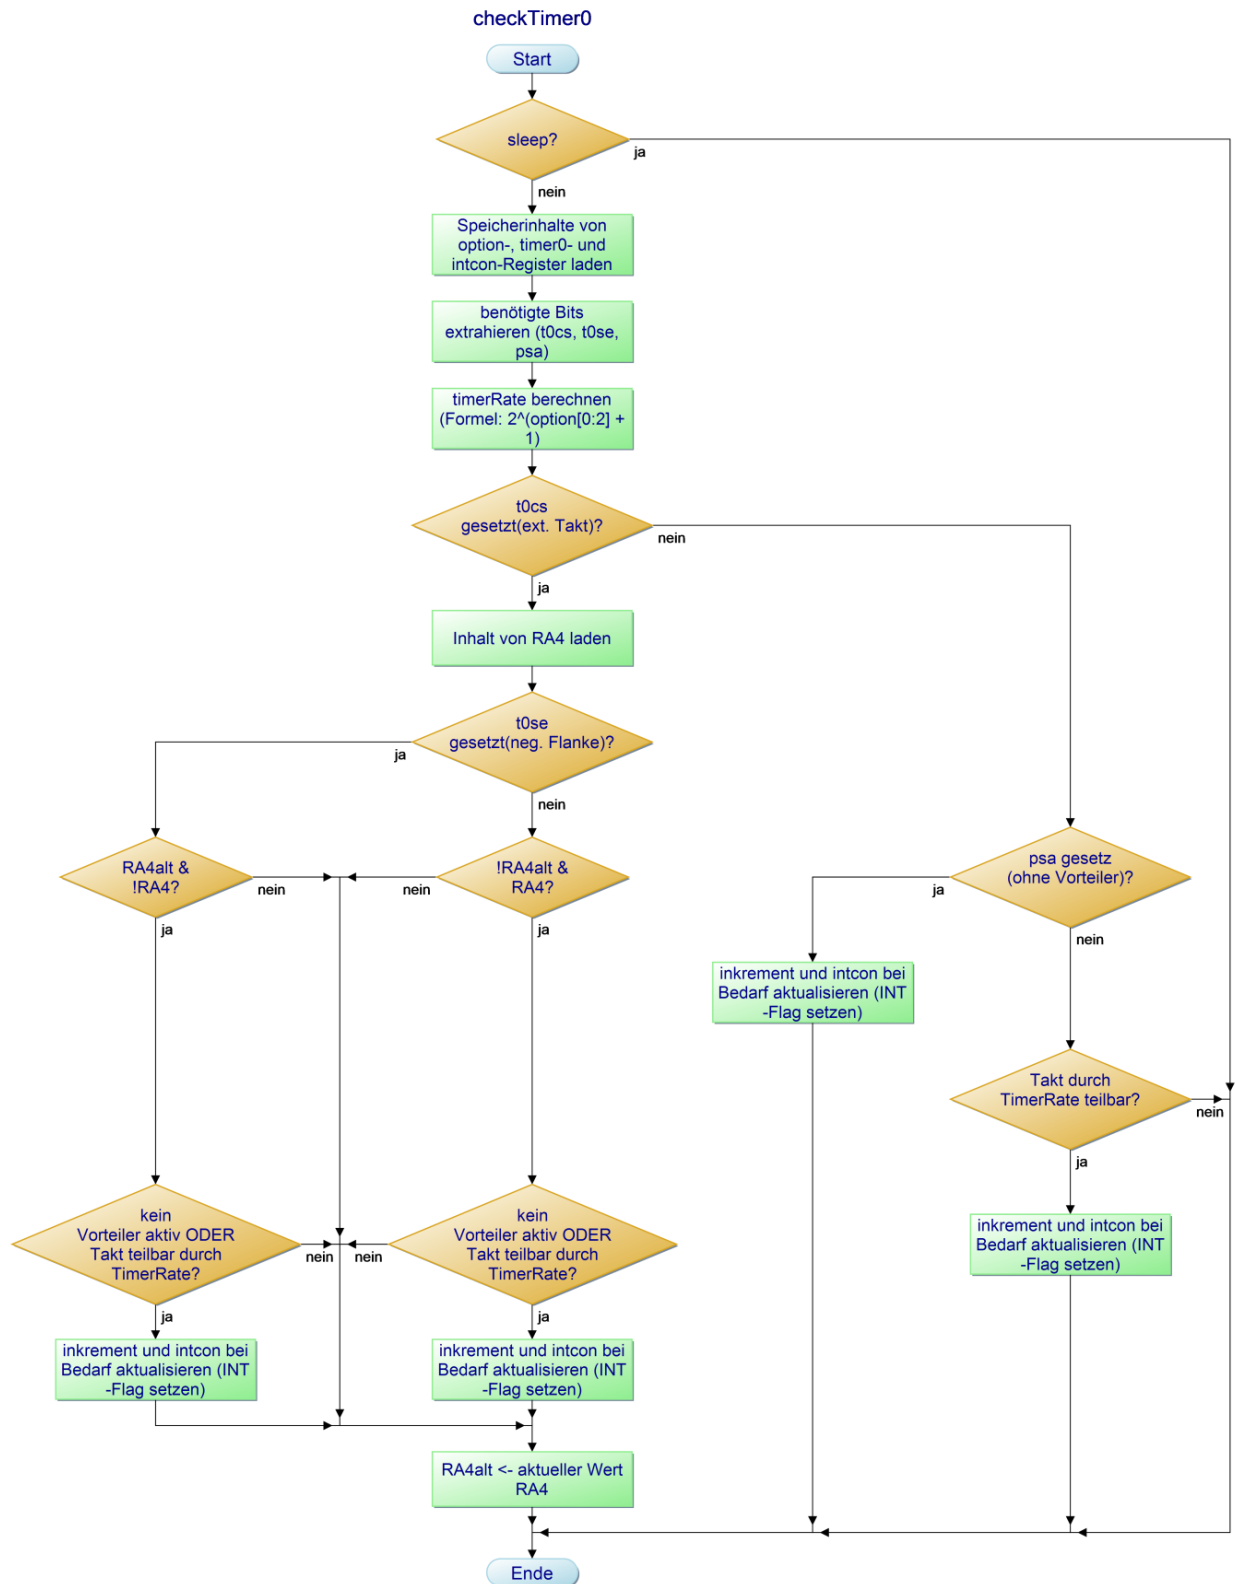 checkTimer0
Start
sleep?
ja
nein
Speicherinhalte von
option-, timer0- und
intcon-Register laden
benötigte Bits
extrahieren (t0cs, t0se,
psa)
timerRate berechnen
(Formel: 2^(option[0:2] +
1)
t0cs
gesetzt(ext. Takt)?
nein
ja
Inhalt von RA4 laden
t0se
gesetzt(neg. Flanke)?
ja
nein
RA4alt &
!RA4?
nein
ja
!RA4alt &
RA4?
nein
ja
psa gesetz
(ohne Vorteiler)?
ja
nein
inkrement und intcon bei
Bedarf aktualisieren (INT
-Flag setzen)
Takt durch
TimerRate teilbar?
nein
ja
inkrement und intcon bei
Bedarf aktualisieren (INT
-Flag setzen)
kein
Vorteiler aktiv ODER
Takt teilbar durch
TimerRate?
nein
ja
kein
Vorteiler aktiv ODER
Takt teilbar durch
TimerRate?
nein
ja
inkrement und intcon bei
Bedarf aktualisieren (INT
-Flag setzen)
inkrement und intcon bei
Bedarf aktualisieren (INT
-Flag setzen)
RA4alt <- aktueller Wert
RA4
Ende